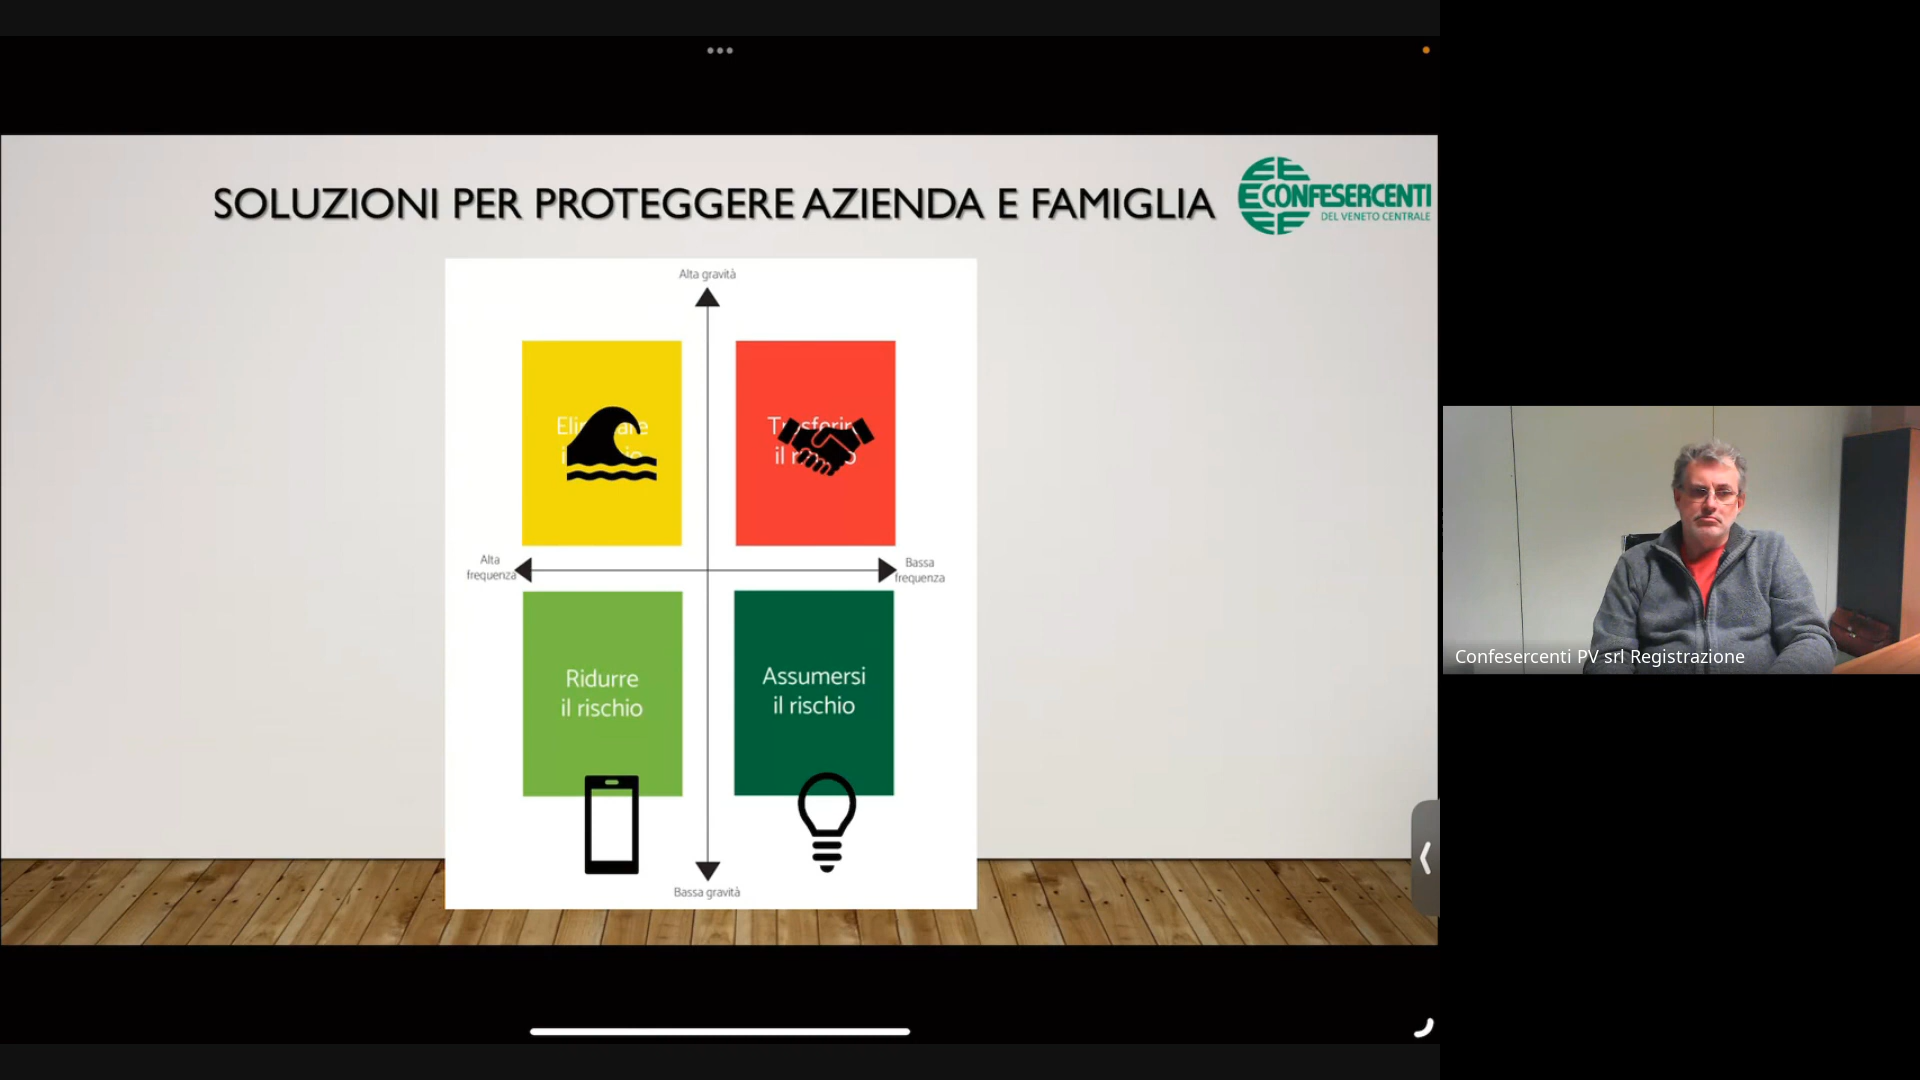 SOLUZIONI PER PROTEGGERE AZIENDA E FAMIGLIA
CONFESERCENTI
DEL VENETO CENTRALE
Alta gravità
Alta
frequenza
Bassa
frequenza
Ridurre
il rischio
Assumersi
il rischio
Bassa gravità
Confesercenti PV srl Registrazione